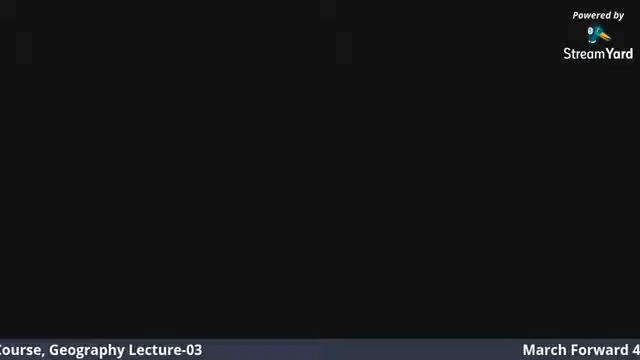 Powered by
StreamYard
Course, Geography Lecture-03
March Forward 4